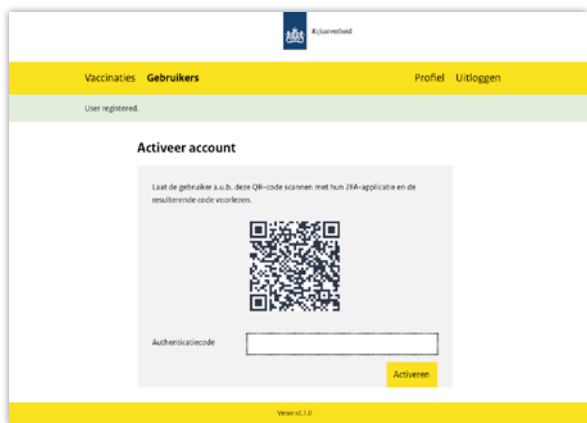 Rijksoverheid
Vaccinaties Gebruikers Profiel Uitloggen
User registered.
Activeer account
Laat de gebruiker a.u.b. deze QR-code scannen met hun 2FA-applicatie en de
resulterende code voorlezen.
Authenticatiecode
Activeren
Versie v2.1.0